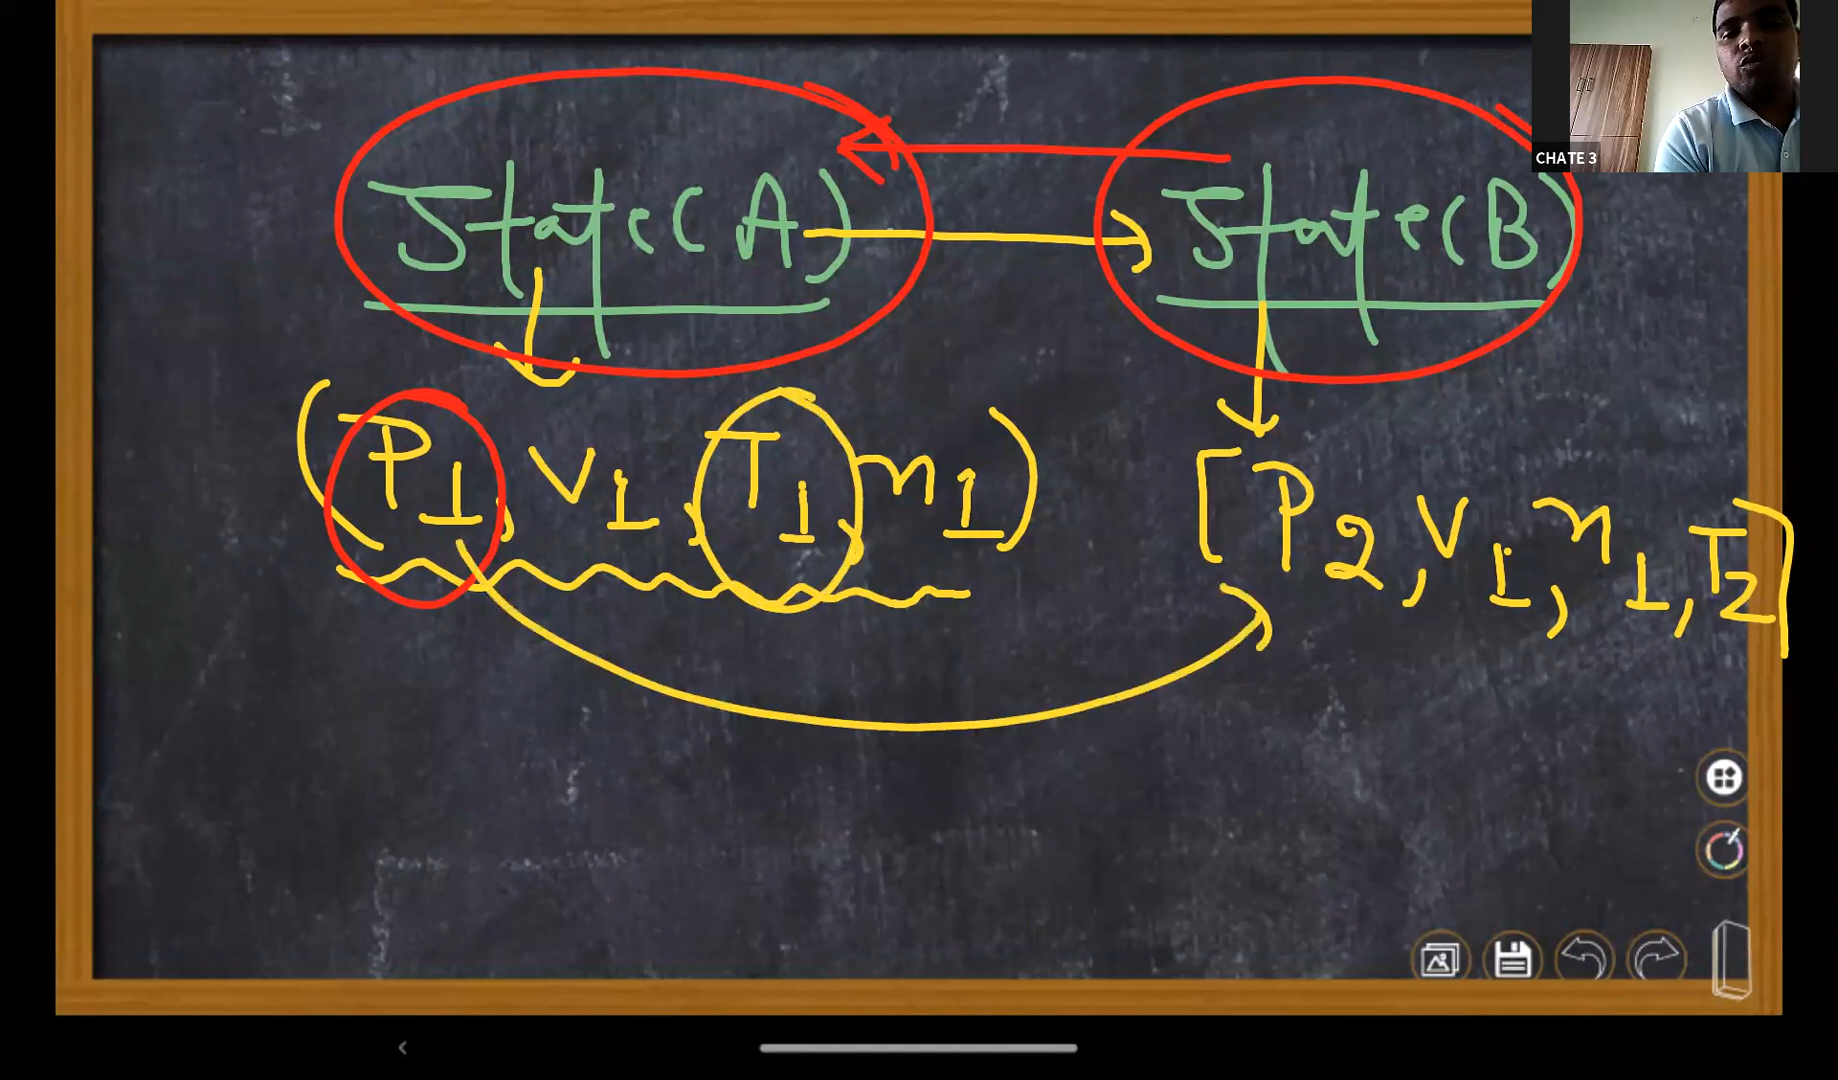 State(A) State(B)
(P1, V1, T1, n1) [P2, V1, n1, T2]
CHATE 3